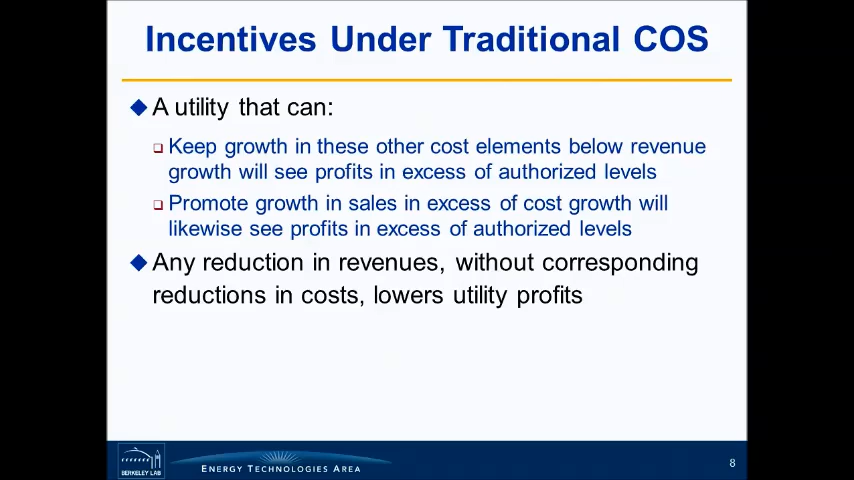 Incentives Under Traditional COS
A utility that can:
Keep growth in these other cost elements below revenue
growth will see profits in excess of authorized levels
Promote growth in sales in excess of cost growth will
likewise see profits in excess of authorized levels
Any reduction in revenues, without corresponding
reductions in costs, lowers utility profits
BERKELEY LAB
ENERGY TECHNOLOGIES AREA
8